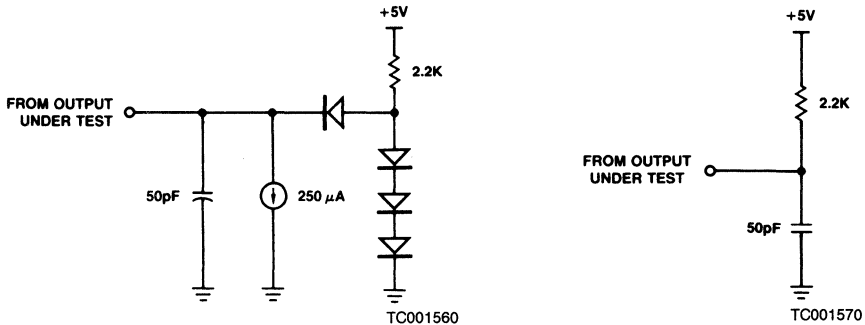 +5V
2.2K
FROM OUTPUT
UNDER TEST
50pF
250 μA
TC001560
+5V
2.2K
FROM OUTPUT
UNDER TEST
50pF
TC001570